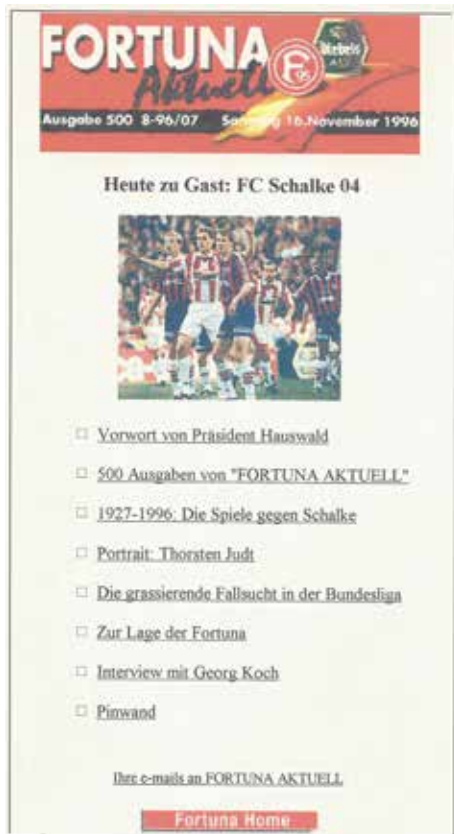 FORTUNA
Aktuell
F95
Diebels
ALT
Ausgabe 500 8-96/07 Samstag 16.November 1996
Heute zu Gast: FC Schalke 04
Vorwort von Präsident Hauswald
500 Ausgaben von "FORTUNA AKTUELL"
1927-1996: Die Spiele gegen Schalke
Portrait: Thorsten Judt
Die grassierende Fallsucht in der Bundesliga
Zur Lage der Fortuna
Interview mit Georg Koch
Pinwand
Ihre e-mails an FORTUNA AKTUELL
Fortuna Home